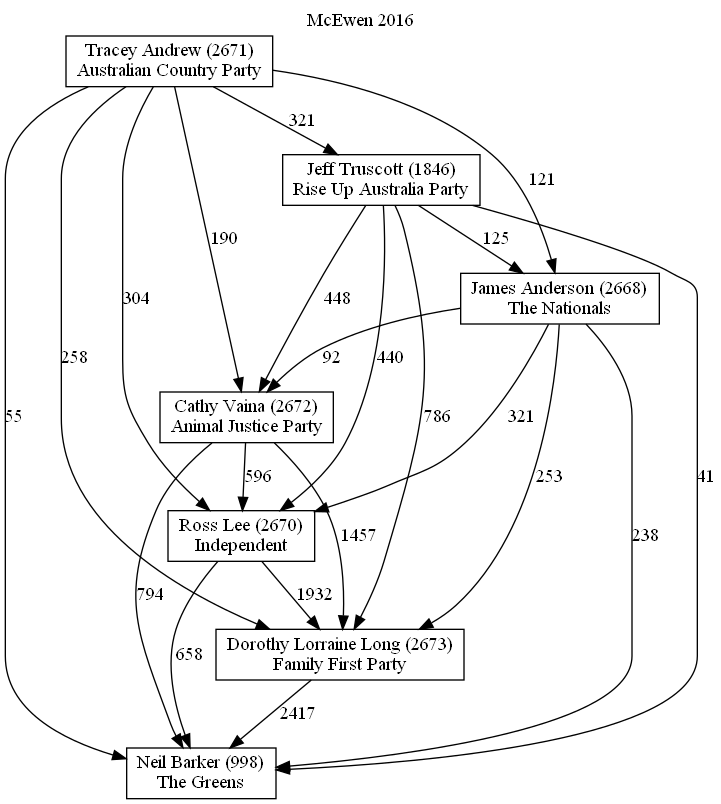 McEwen 2016
Tracey Andrew (2671)
Australian Country Party
321
Jeff Truscott (1846)
Rise Up Australia Party
121
190
125
James Anderson (2668)
The Nationals
304
448
258
92
440
Cathy Vaina (2672)
Animal Justice Party
55
786
321
41
596
253
Ross Lee (2670)
Independent
1457
238
794
1932
658
Dorothy Lorraine Long (2673)
Family First Party
2417
Neil Barker (998)
The Greens